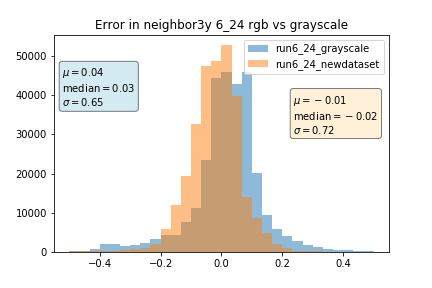 Error in neighbor3y 6_24 rgb vs grayscale
run6_24_grayscale
run6_24_newdataset
μ = 0.04
median = 0.03
σ = 0.65
μ = −0.01
median = −0.02
σ = 0.72
50000
40000
30000
20000
10000
0
−0.4 −0.2 0.0 0.2 0.4